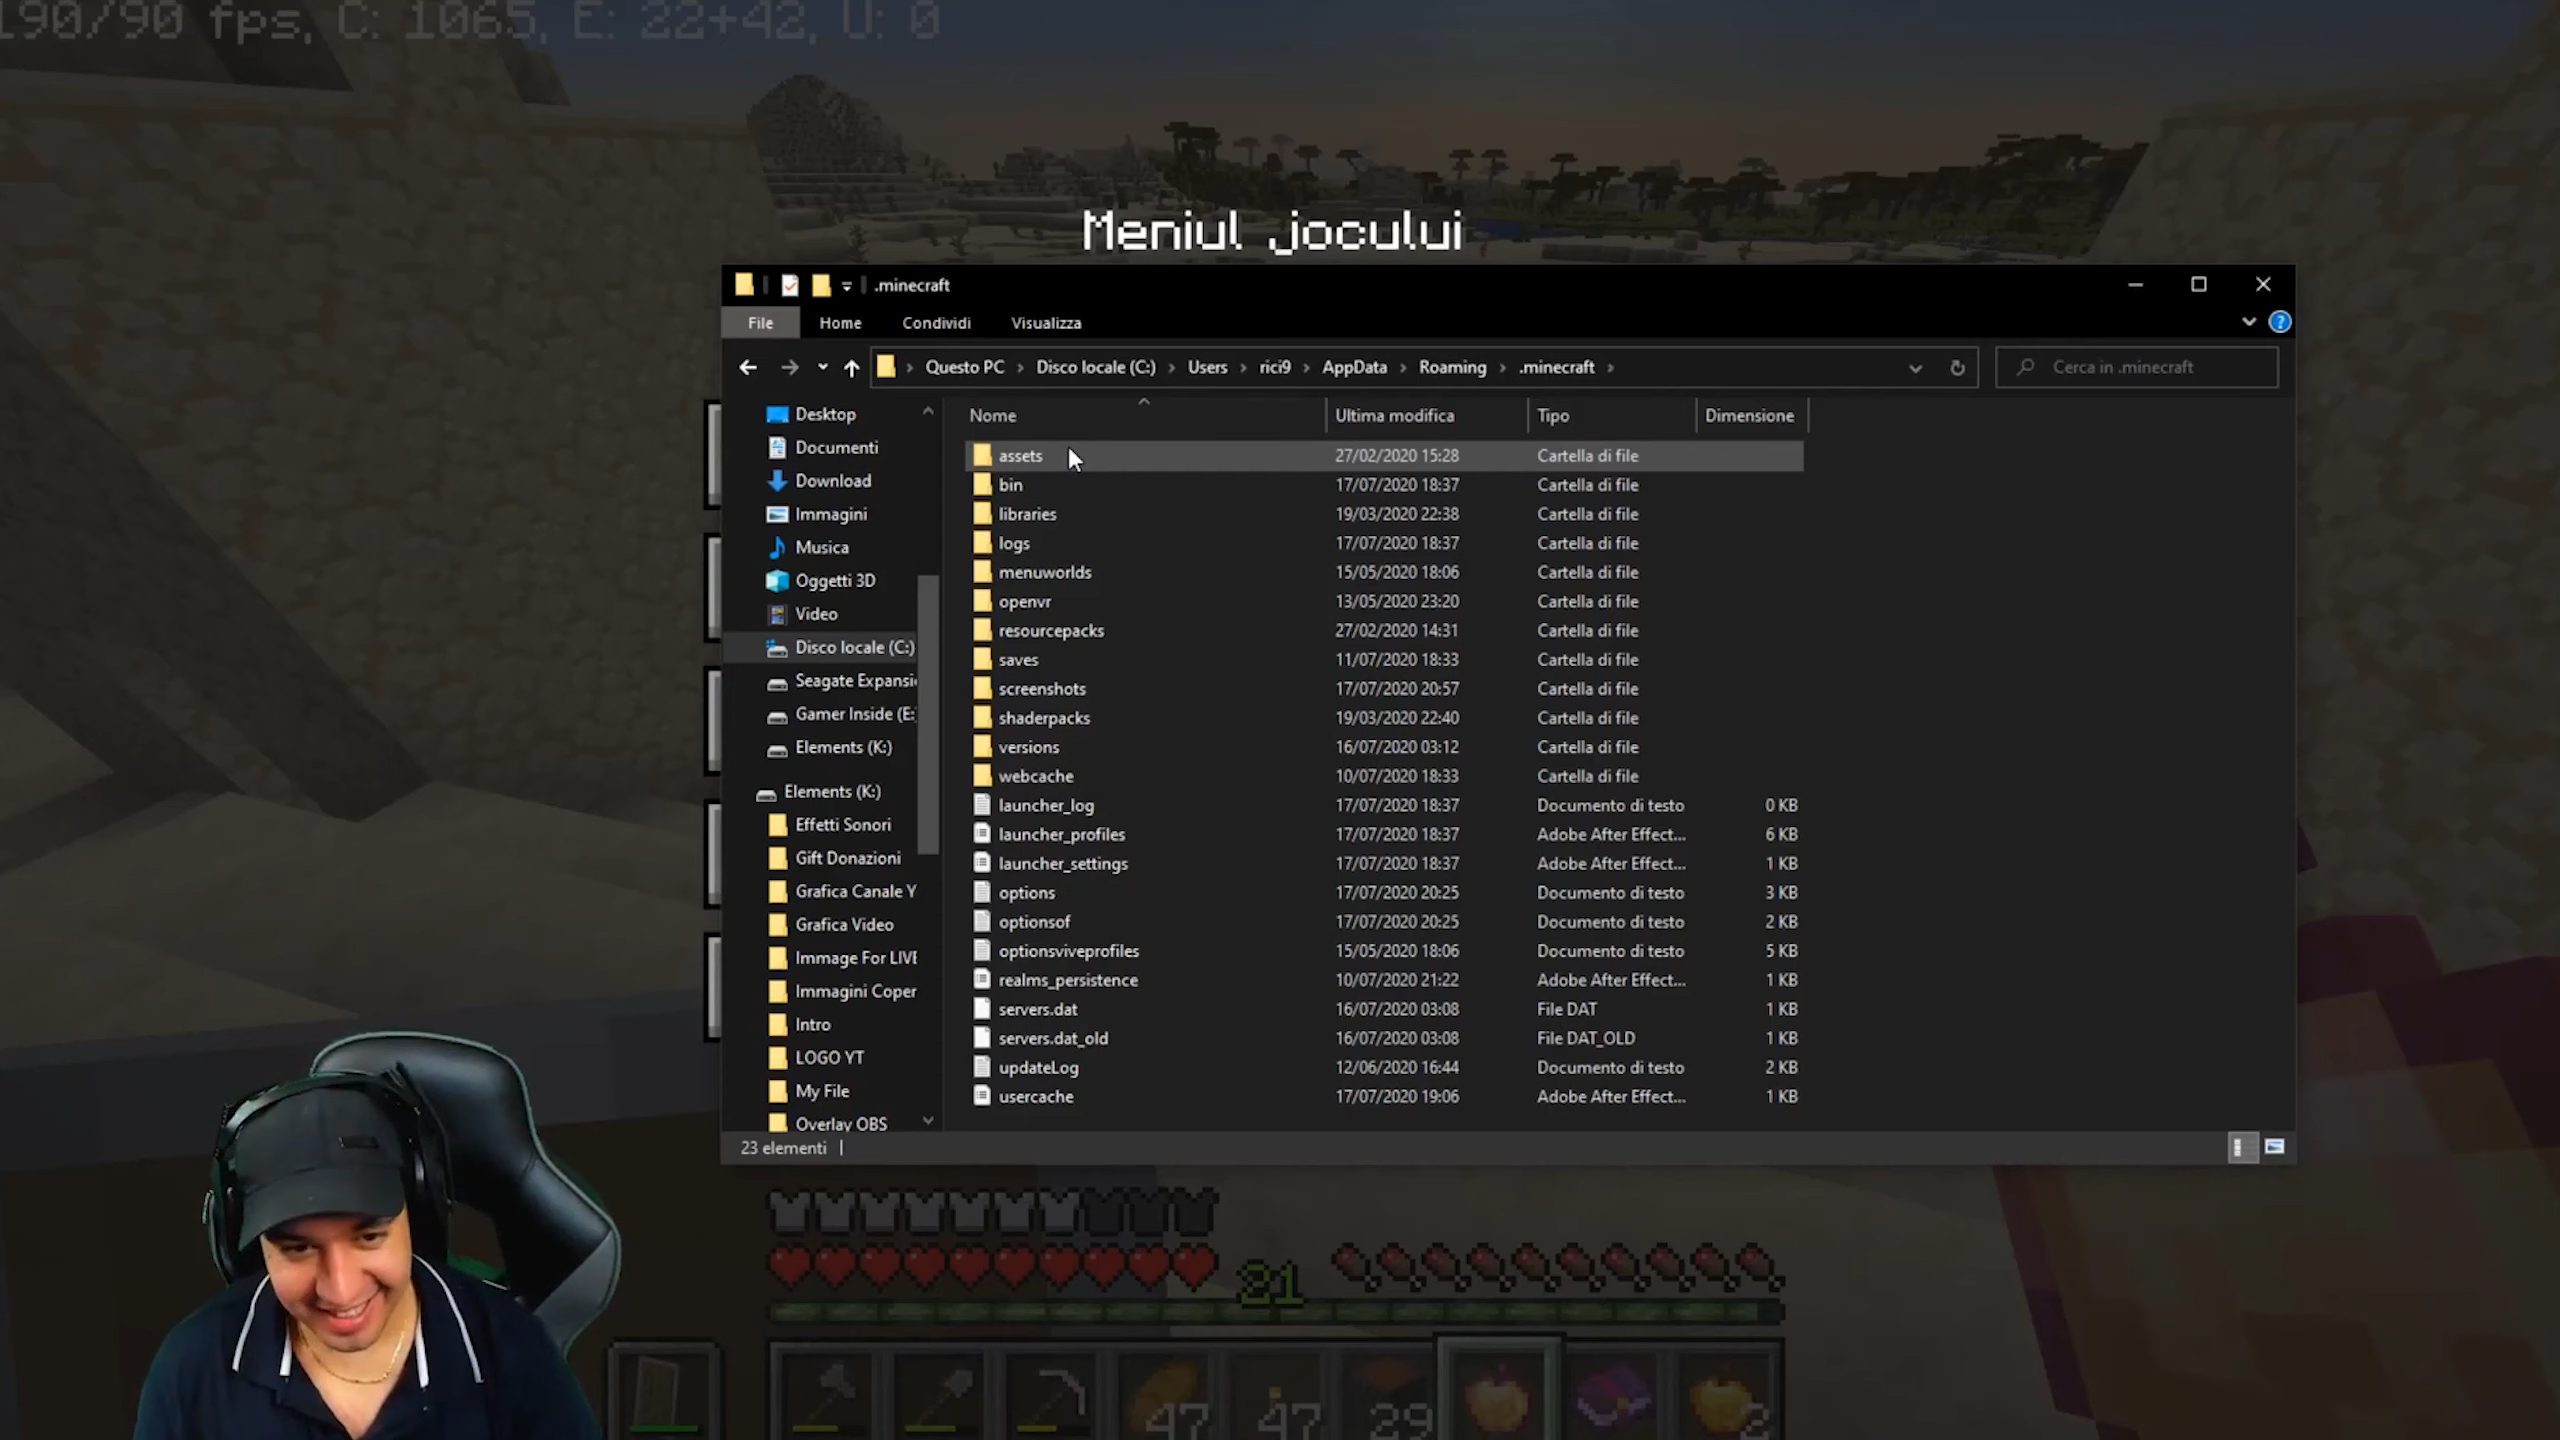 190/90 fps, C: 1065, E: 22+42, U: 0
Meniul jocului
.minecraft
File Home Condividi Visualizza
Questo PC Disco locale (C:) Users rici9 AppData Roaming .minecraft
Cerca in .minecraft
Desktop
Documenti
Download
Immagini
Musica
Oggetti 3D
Video
Disco locale (C:)
Seagate Expansi
Gamer Inside (E:
Elements (K:)
Elements (K:)
Effetti Sonori
Gift Donazioni
Grafica Canale Y
Grafica Video
Immage For LIVE
Immagini Coper
Intro
LOGO YT
My File
Overlay OBS
Nome Ultima modifica Tipo Dimensione
assets 27/02/2020 15:28 Cartella di file
bin 17/07/2020 18:37 Cartella di file
libraries 19/03/2020 22:38 Cartella di file
logs 17/07/2020 18:37 Cartella di file
menuworlds 15/05/2020 18:06 Cartella di file
openvr 13/05/2020 23:20 Cartella di file
resourcepacks 27/02/2020 14:31 Cartella di file
saves 11/07/2020 18:33 Cartella di file
screenshots 17/07/2020 20:57 Cartella di file
shaderpacks 19/03/2020 22:40 Cartella di file
versions 16/07/2020 03:12 Cartella di file
webcache 10/07/2020 18:33 Cartella di file
launcher_log 17/07/2020 18:37 Documento di testo 0 KB
launcher_profiles 17/07/2020 18:37 Adobe After Effect... 6 KB
launcher_settings 17/07/2020 18:37 Adobe After Effect... 1 KB
options 17/07/2020 20:25 Documento di testo 3 KB
optionsof 17/07/2020 20:25 Documento di testo 2 KB
optionsviveprofiles 15/05/2020 18:06 Documento di testo 5 KB
realms_persistence 10/07/2020 21:22 Adobe After Effect... 1 KB
servers.dat 16/07/2020 03:08 File DAT 1 KB
servers.dat_old 16/07/2020 03:08 File DAT_OLD 1 KB
updateLog 12/06/2020 16:44 Documento di testo 2 KB
usercache 17/07/2020 19:06 Adobe After Effect... 1 KB
23 elementi
21
47 47 29 2